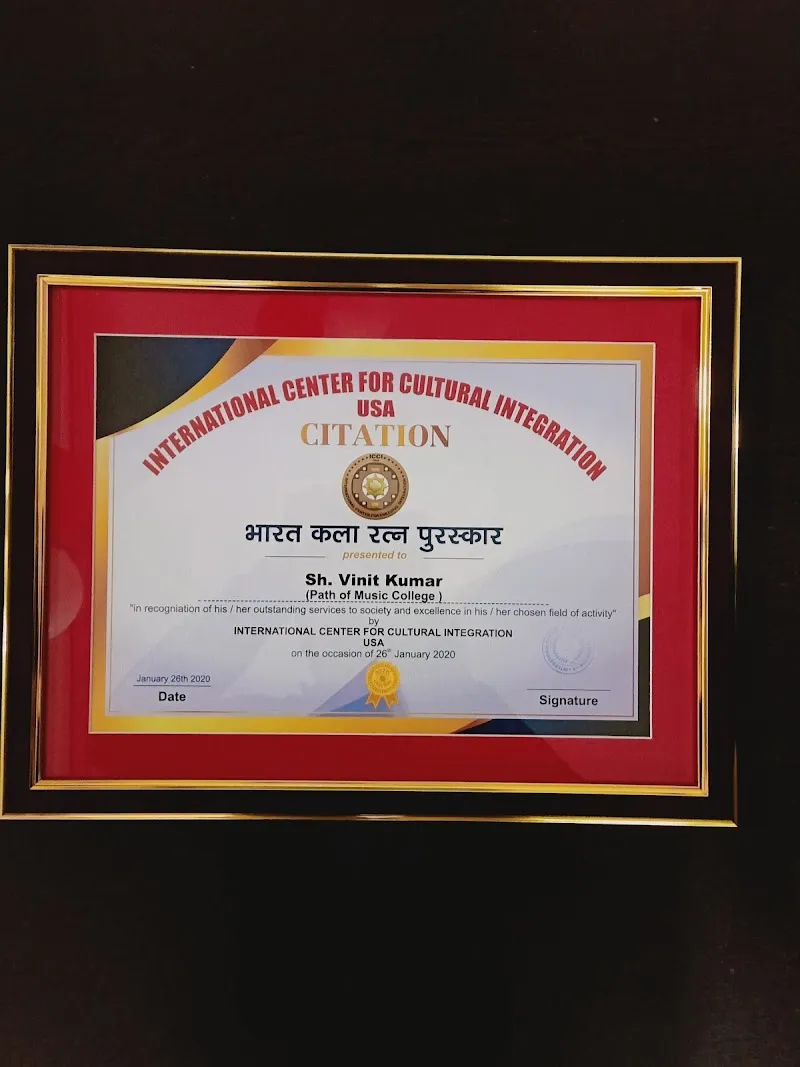 INTERNATIONAL CENTER FOR CULTURAL INTEGRATION
USA
CITATION
ICCI
भारत कला रत्न पुरस्कार
presented to
Sh. Vinit Kumar
(Path of Music College )
"in recogniation of his / her outstanding services to society and excellence in his / her chosen field of activity"
by
INTERNATIONAL CENTER FOR CULTURAL INTEGRATION
USA
on the occasion of 26th January 2020
January 26th 2020
Date
Signature